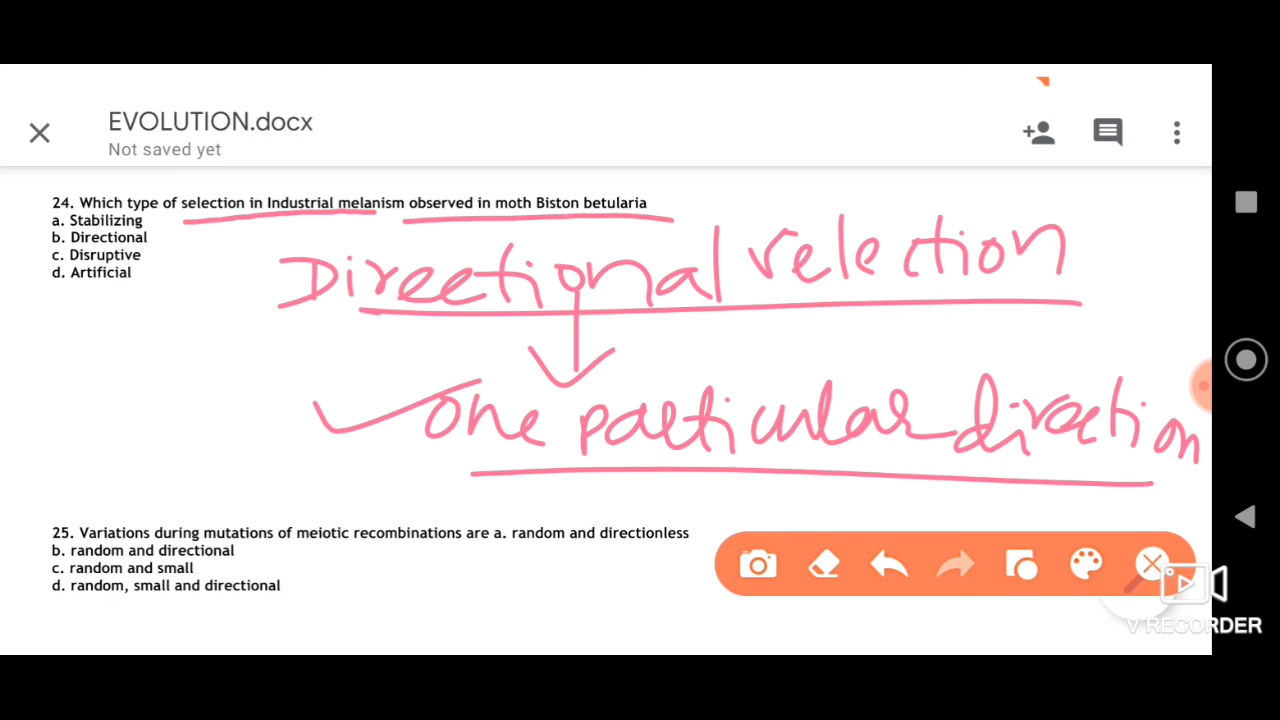 EVOLUTION.docx
Not saved yet
24. Which type of selection in Industrial melanism observed in moth Biston betularia
a. Stabilizing
b. Directional
c. Disruptive
d. Artificial
Directional selection
one particular direction
25. Variations during mutations of meiotic recombinations are a. random and directionless
b. random and directional
c. random and small
d. random, small and directional
V RECORDER